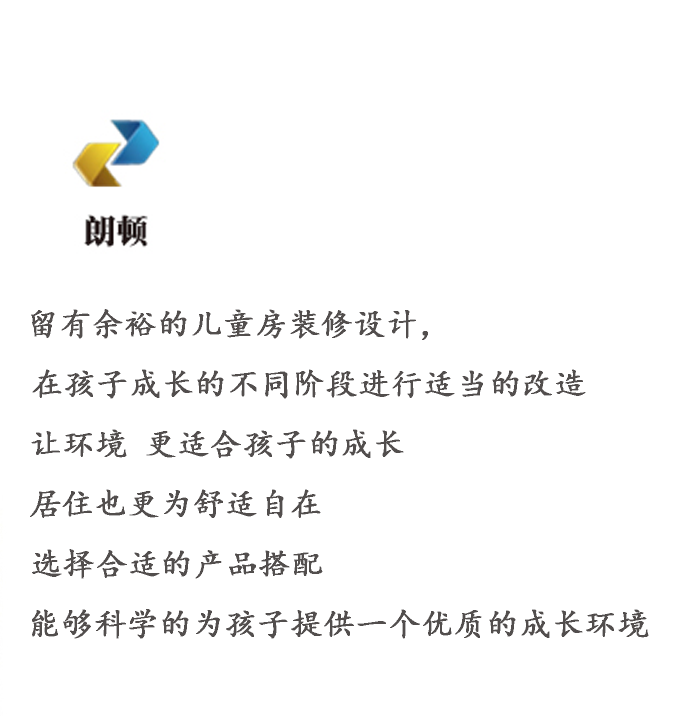 朗顿
留有余裕的儿童房装修设计，
在孩子成长的不同阶段进行适当的改造
让环境 更适合孩子的成长
居住也更为舒适自在
选择合适的产品搭配
能够科学的为孩子提供一个优质的成长环境